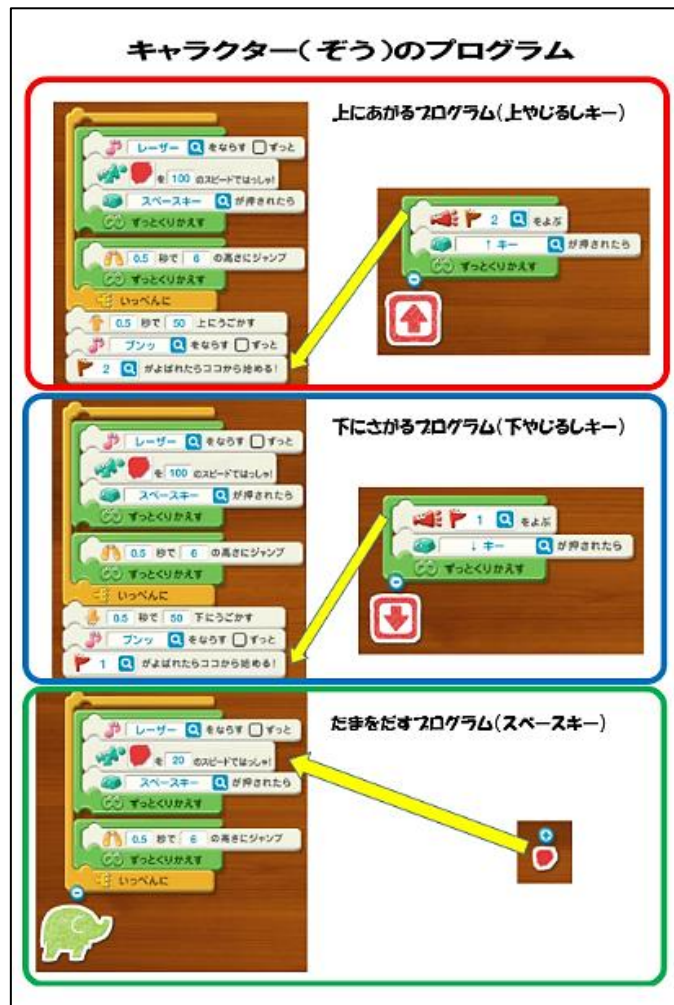 キャラクター(ぞう)のプログラム
上にあがるプログラム(上やじるしキー)
レーザー をならす ずっと
を 100 のスピードではっしゃ!
スペースキー が押されたら
ずっとくりかえす
0.5 秒で 6 の高さにジャンプ
ずっとくりかえす
いっぺんに
0.5 秒で 50 上にうごかす
ブンッ をならす ずっと
2 がよばれたらココから始める!
2 をよぶ
↑ キー が押されたら
ずっとくりかえす
下にさがるプログラム(下やじるしキー)
レーザー をならす ずっと
を 100 のスピードではっしゃ!
スペースキー が押されたら
ずっとくりかえす
0.5 秒で 6 の高さにジャンプ
ずっとくりかえす
いっぺんに
0.5 秒で 50 下にうごかす
ブンッ をならす ずっと
1 がよばれたらココから始める!
1 をよぶ
↓ キー が押されたら
ずっとくりかえす
たまをだすプログラム(スペースキー)
レーザー をならす ずっと
を 20 のスピードではっしゃ!
スペースキー が押されたら
ずっとくりかえす
0.5 秒で 6 の高さにジャンプ
ずっとくりかえす
いっぺんに